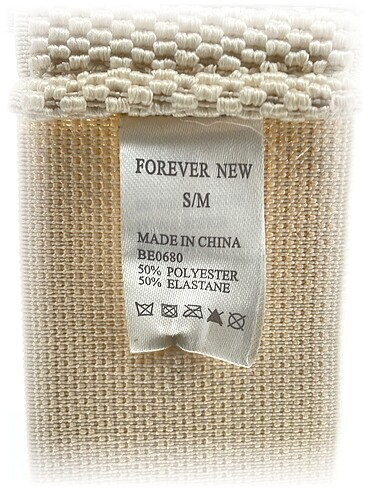 FOREVER NEW
S/M
MADE IN CHINA
BE0680
50% POLYESTER
50% ELASTANE